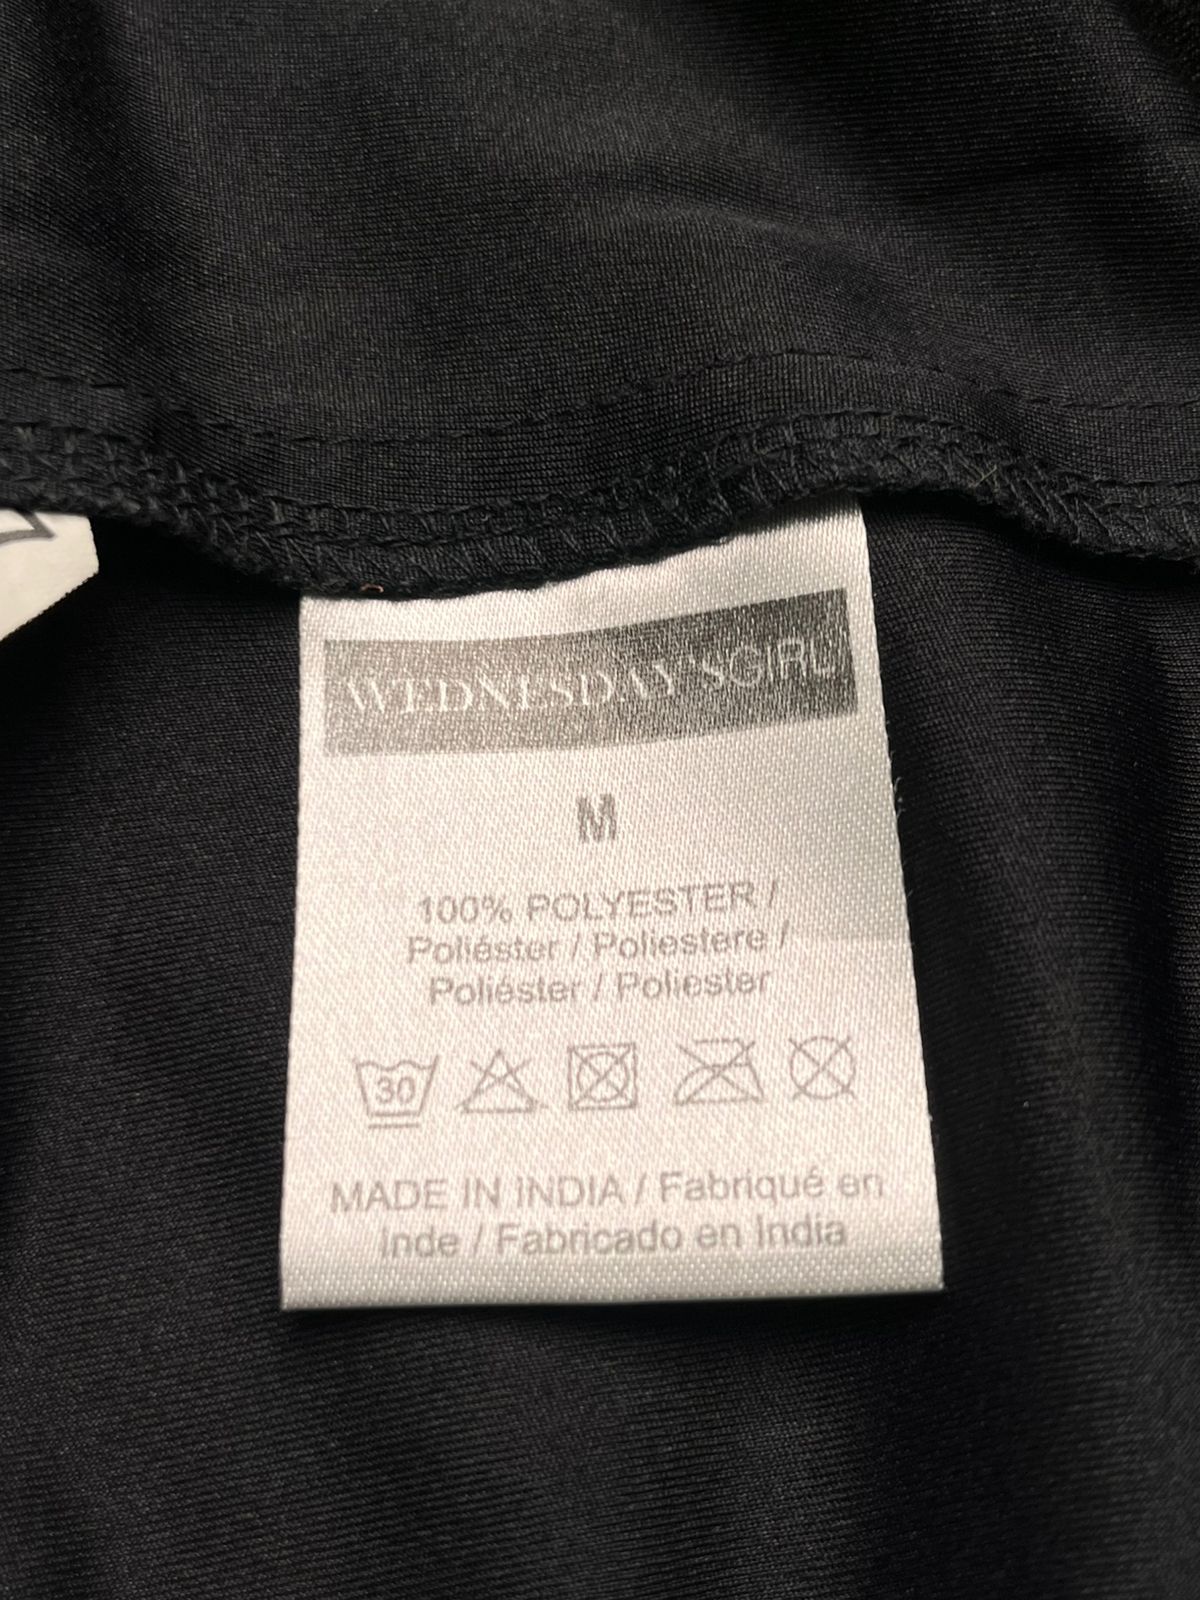 WEDNESDAY'SGIRL
M
100% POLYESTER /
Poliéster / Poliestere /
Poliéster / Poliester
30
MADE IN INDIA / Fabriqué en
Inde / Fabricado en India